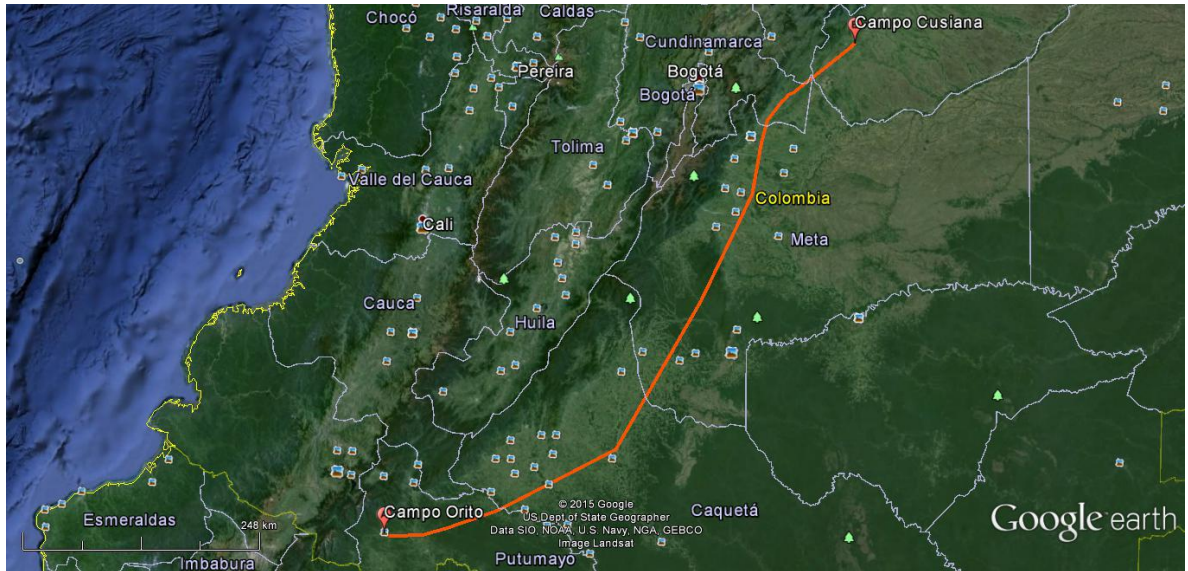 Chocó
Risaralda
Caldas
Campo Cusiana
Cundinamarca
Pereira
Bogotá
Bogotá
Tolima
Valle del Cauca
Colombia
Cali
Meta
Cauca
Huila
Campo Orito
© 2015 Google
US Dept of State Geographer
Data SIO, NOAA, U.S. Navy, NGA, GEBCO
Image Landsat
Caquetá
Google earth
Esmeraldas
248 km
Imbabura
Putumayo